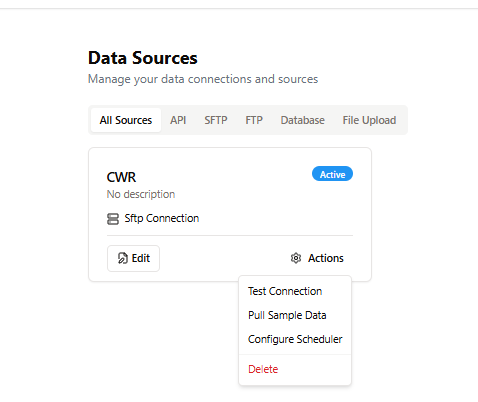 Data Sources
Manage your data connections and sources
All Sources API SFTP FTP Database File Upload
CWR Active
No description
Sftp Connection
Edit Actions
Test Connection
Pull Sample Data
Configure Scheduler
Delete